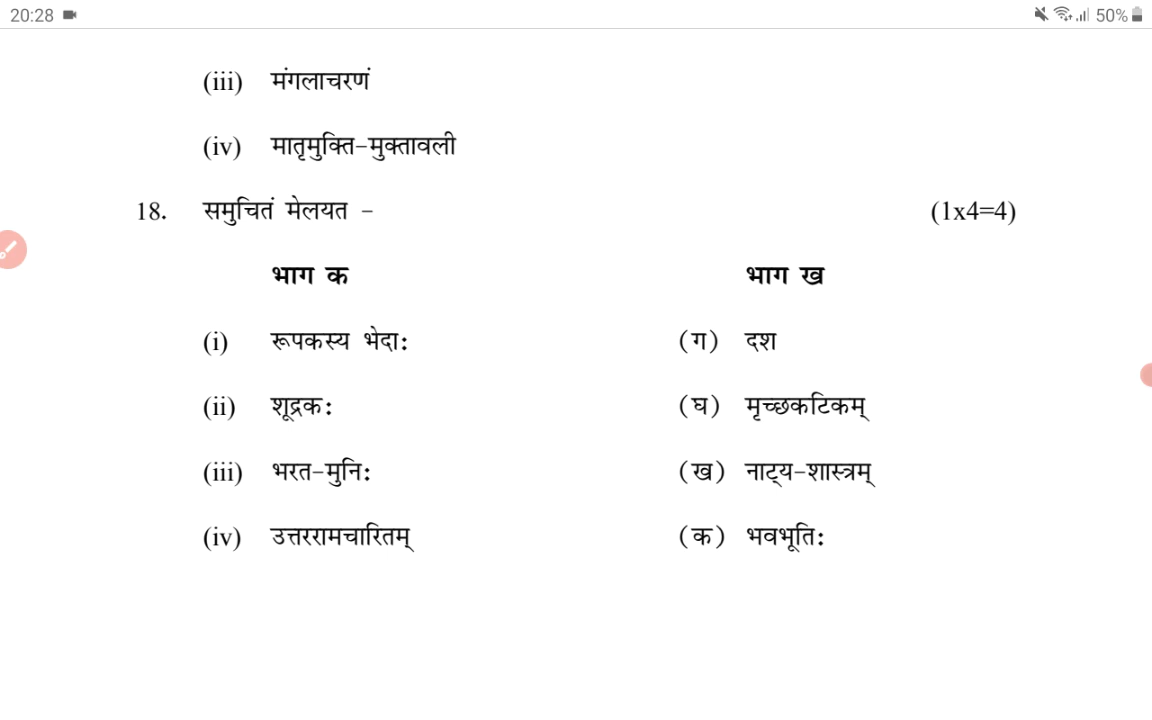 20:28 50%
(iii) मंगलाचरणं
(iv) मातृमुक्ति-मुक्तावली
18. समुचितं मेलयत - (1x4=4)
भाग क भाग ख
(i) रूपकस्य भेदा: (ग) दश
(ii) शूद्रक: (घ) मृच्छकटिकम्
(iii) भरत-मुनि: (ख) नाट्य-शास्त्रम्
(iv) उत्तररामचारितम् (क) भवभूति: